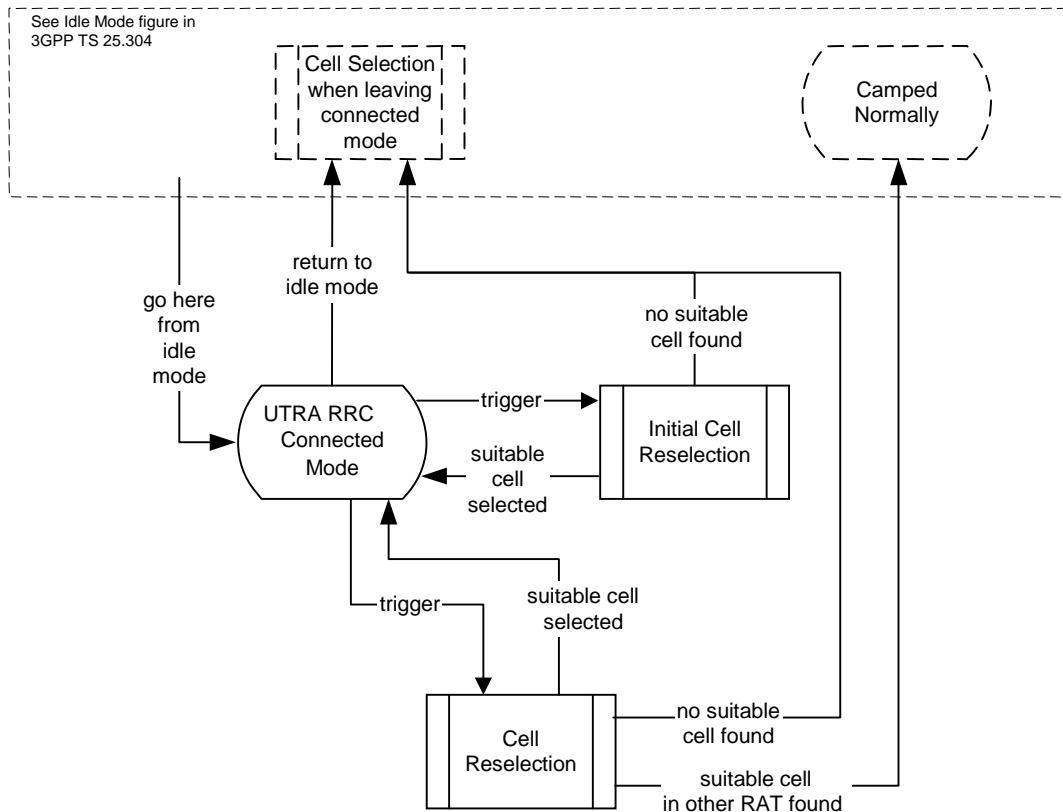 See Idle Mode figure in
3GPP TS 25.304
Cell Selection
when leaving
connected
mode
Camped
Normally
return to
idle mode
go here
from
idle
mode
no suitable
cell found
UTRA RRC
Connected
Mode
trigger
Initial Cell
Reselection
suitable
cell
selected
trigger
suitable cell
selected
Cell
Reselection
no suitable
cell found
suitable cell
in other RAT found